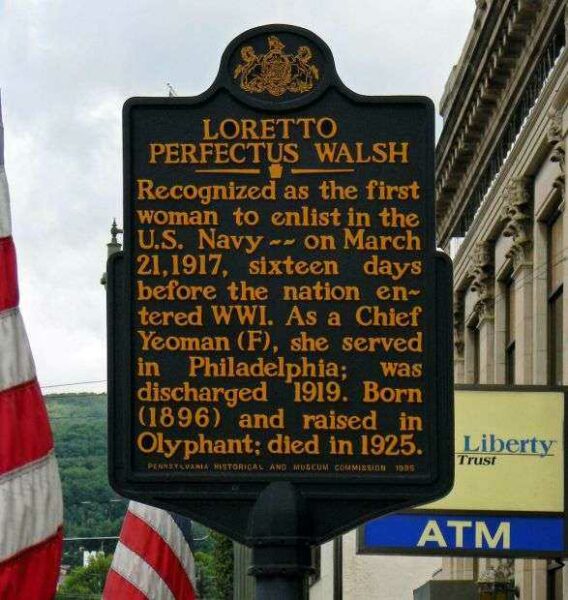 LORETTO
PERFECTUS WALSH
Recognized as the first
woman to enlist in the
U.S. Navy -- on March
21,1917, sixteen days
before the nation en-
tered WWI. As a Chief
Yeoman (F), she served
in Philadelphia; was
discharged 1919. Born
(1896) and raised in
Olyphant; died in 1925.
PENNSYLVANIA HISTORICAL AND MUSEUM COMMISSION 1995
Liberty
Trust
ATM